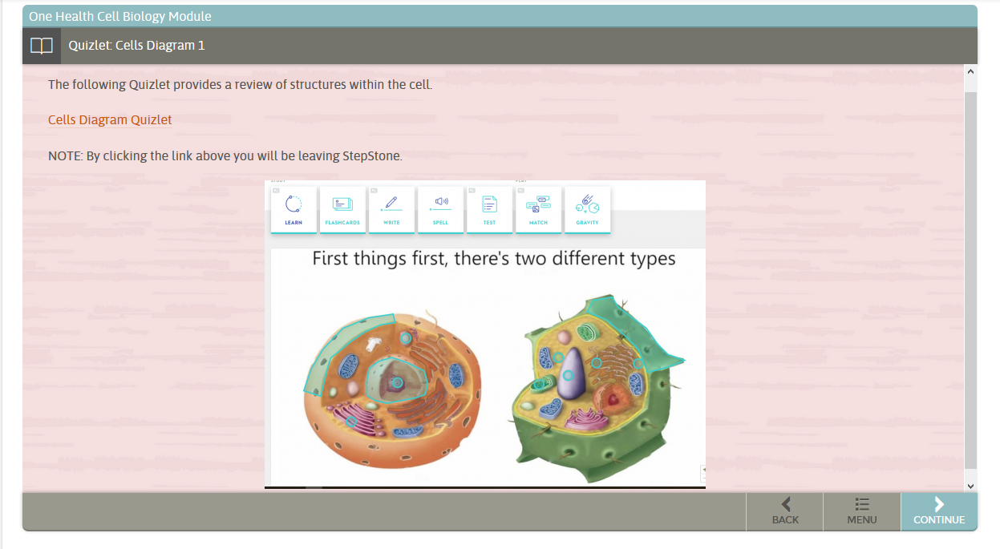 One Health Cell Biology Module
Quizlet: Cells Diagram 1
The following Quizlet provides a review of structures within the cell.
Cells Diagram Quizlet
NOTE: By clicking the link above you will be leaving StepStone.
LEARN FLASHCARDS WRITE SPELL TEST MATCH GRAVITY
First things first, there's two different types
BACK MENU CONTINUE